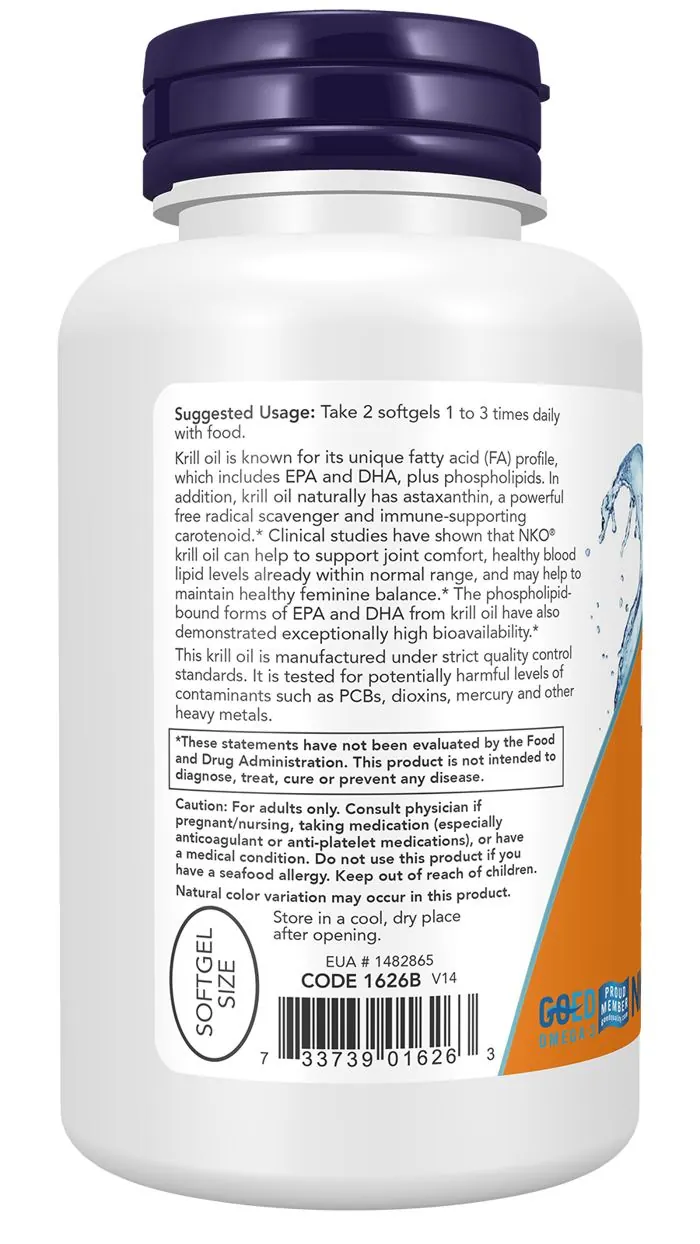 Suggested Usage: Take 2 softgels 1 to 3 times daily
with food.
Krill oil is known for its unique fatty acid (FA) profile,
which includes EPA and DHA, plus phospholipids. In
addition, krill oil naturally has astaxanthin, a powerful
free radical scavenger and immune-supporting
carotenoid.* Clinical studies have shown that NKO®
krill oil can help to support joint comfort, healthy blood
lipid levels already within normal range, and may help to
maintain healthy feminine balance.* The phospholipid-
bound forms of EPA and DHA from krill oil have also
demonstrated exceptionally high bioavailability.*
This krill oil is manufactured under strict quality control
standards. It is tested for potentially harmful levels of
contaminants such as PCBs, dioxins, mercury and other
heavy metals.
*These statements have not been evaluated by the Food
and Drug Administration. This product is not intended to
diagnose, treat, cure or prevent any disease.
Caution: For adults only. Consult physician if
pregnant/nursing, taking medication (especially
anticoagulant or anti-platelet medications), or have
a medical condition. Do not use this product if you
have a seafood allergy. Keep out of reach of children.
Natural color variation may occur in this product.
Store in a cool, dry place
after opening.
SOFTGEL
SIZE
EUA # 1482865
CODE 1626B V14
7 33739 01626 3
GOED
OMEGA-3
PROUD
MEMBER